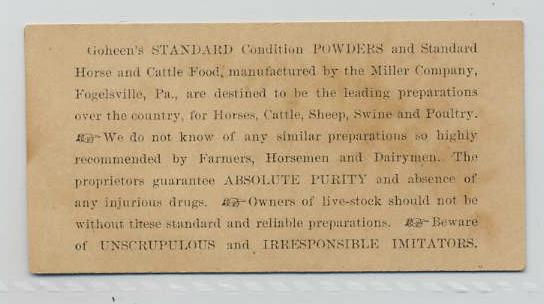 Goheen's STANDARD Condition POWDERS and Standard
Horse and Cattle Food, manufactured by the Miller Company,
Fogelsville, Pa., are destined to be the leading preparations
over the country, for Horses, Cattle, Sheep, Swine and Poultry.
☞We do not know of any similar preparations so highly
recommended by Farmers, Horsemen and Dairymen. The
proprietors guarantee ABSOLUTE PURITY and absence of
any injurious drugs. ☞Owners of live-stock should not be
without these standard and reliable preparations. ☞Beware
of UNSCRUPULOUS and IRRESPONSIBLE IMITATORS.